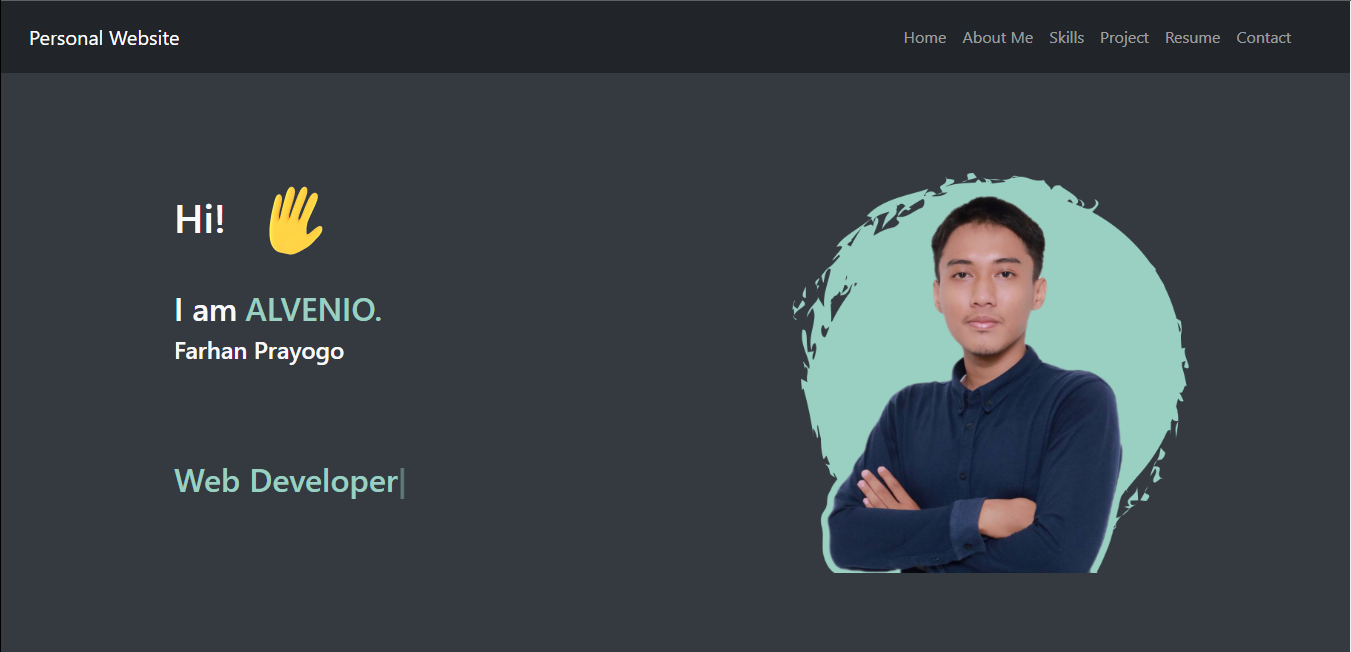 Personal Website
Home About Me Skills Project Resume Contact
Hi!
I am ALVENIO.
Farhan Prayogo
Web Developer|